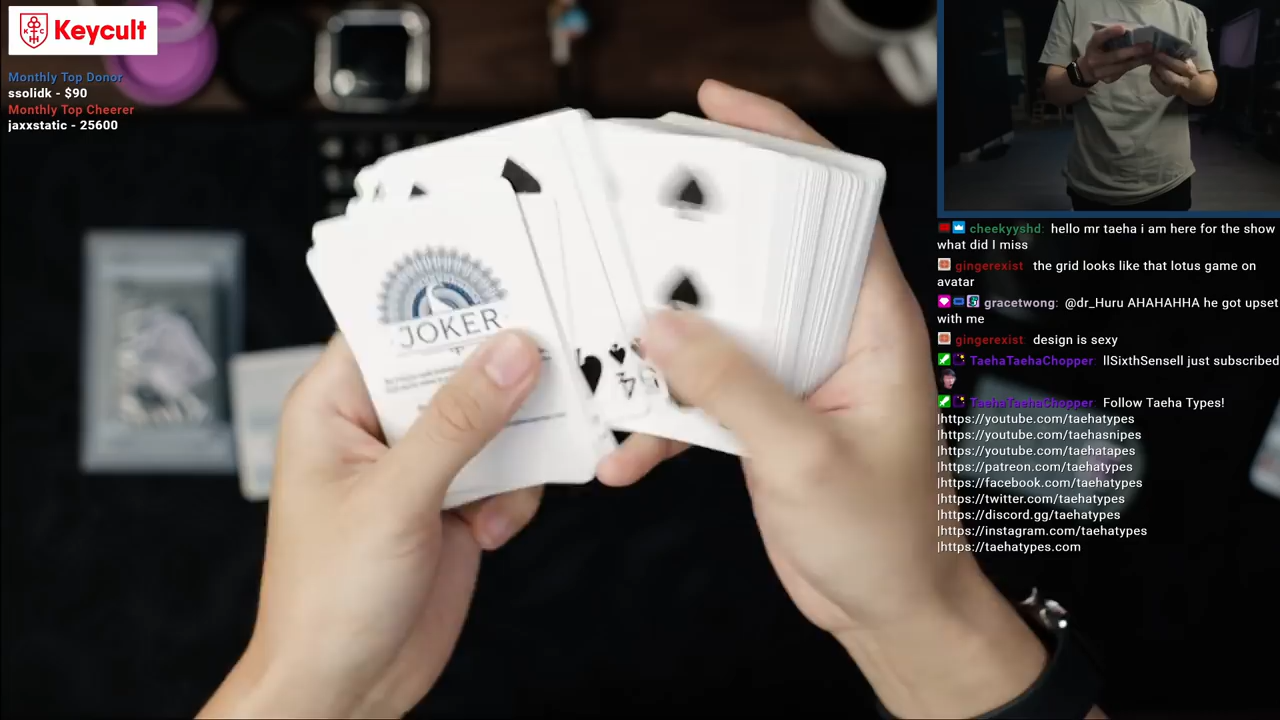 Keycult
Monthly Top Donor
ssolidk - $90
Monthly Top Cheerer
jaxxstatic - 25600
JOKER
4
cheekyyshd: hello mr taeha i am here for the show
what did I miss
gingerexist the grid looks like that lotus game on
avatar
gracetwong: @dr_Huru AHAHAHHA he got upset
with me
gingerexist: design is sexy
TaehaTaehaChopper: llSixthSensell just subscribed
TaehaTaehaChopper: Follow Taeha Types!
|https://youtube.com/taehatypes
|https://youtube.com/taehasnipes
|https://youtube.com/taehatapes
|https://patreon.com/taehatypes
|https://facebook.com/taehatypes
|https://twitter.com/taehatypes
|https://discord.gg/taehatypes
|https://instagram.com/taehatypes
|https://taehatypes.com